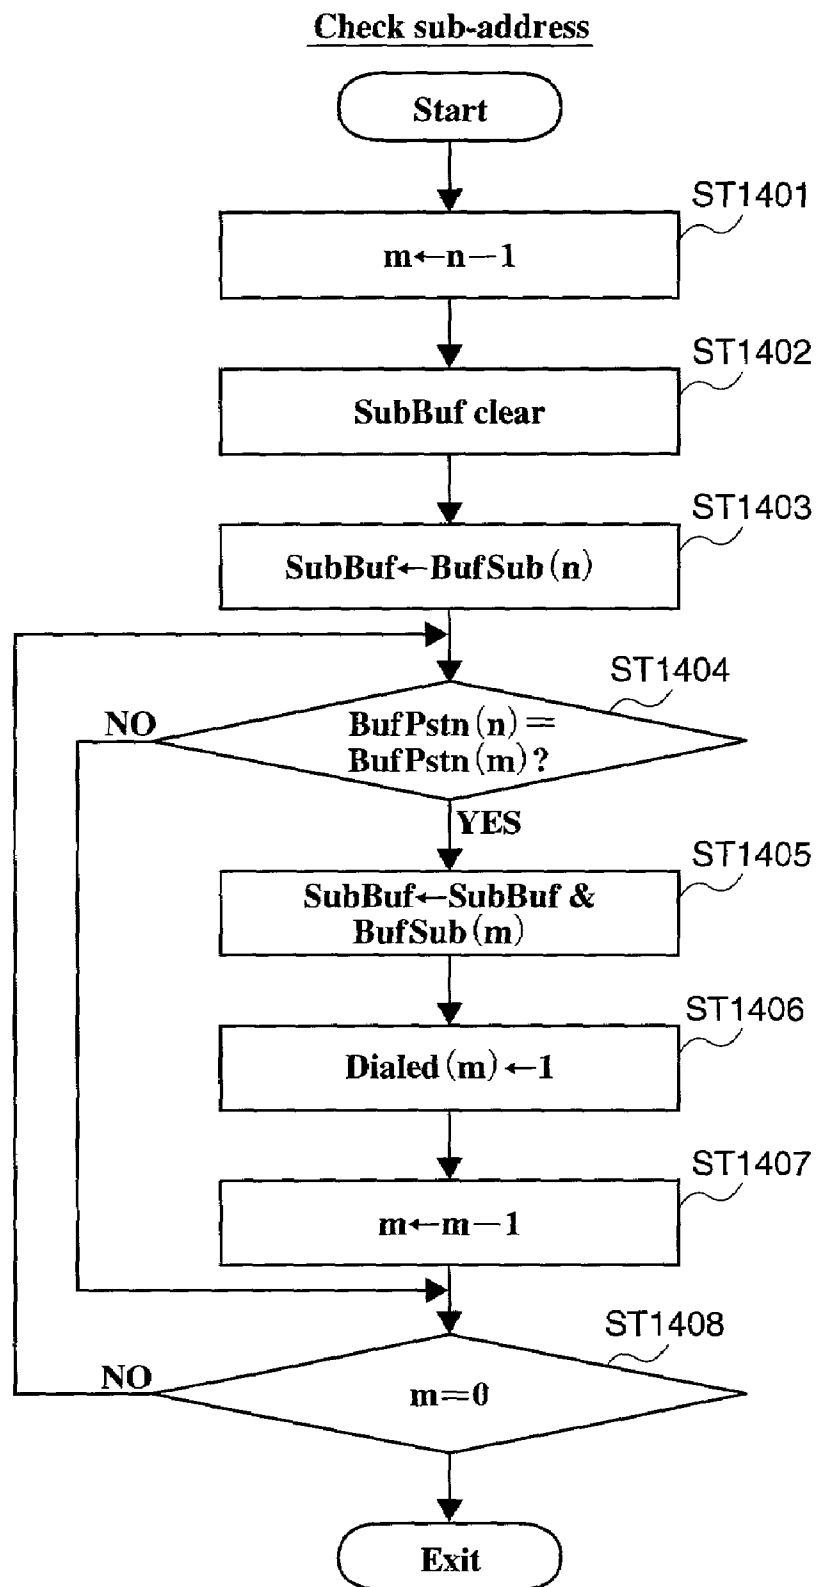 Check sub-address
Start
ST1401
m←n−1
ST1402
SubBuf clear
ST1403
SubBuf←BufSub(n)
ST1404
NO
BufPstn(n)=
BufPstn(m)?
YES
ST1405
SubBuf←SubBuf &
BufSub(m)
ST1406
Dialed(m)←1
ST1407
m←m−1
ST1408
NO
m=0
Exit